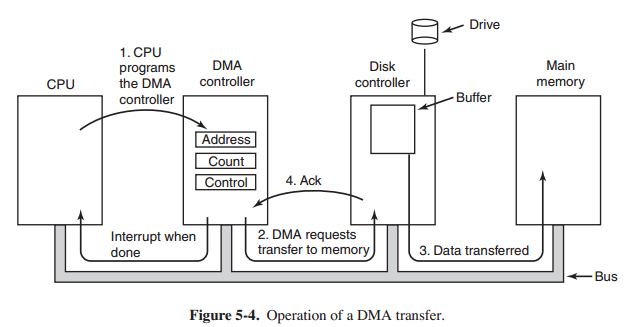 Drive
1. CPU
programs
the DMA
controller
CPU
DMA
controller
Disk
controller
Main
memory
Buffer
Address
Count
Control
4. Ack
Interrupt when
done
2. DMA requests
transfer to memory
3. Data transferred
Bus
Figure 5-4. Operation of a DMA transfer.